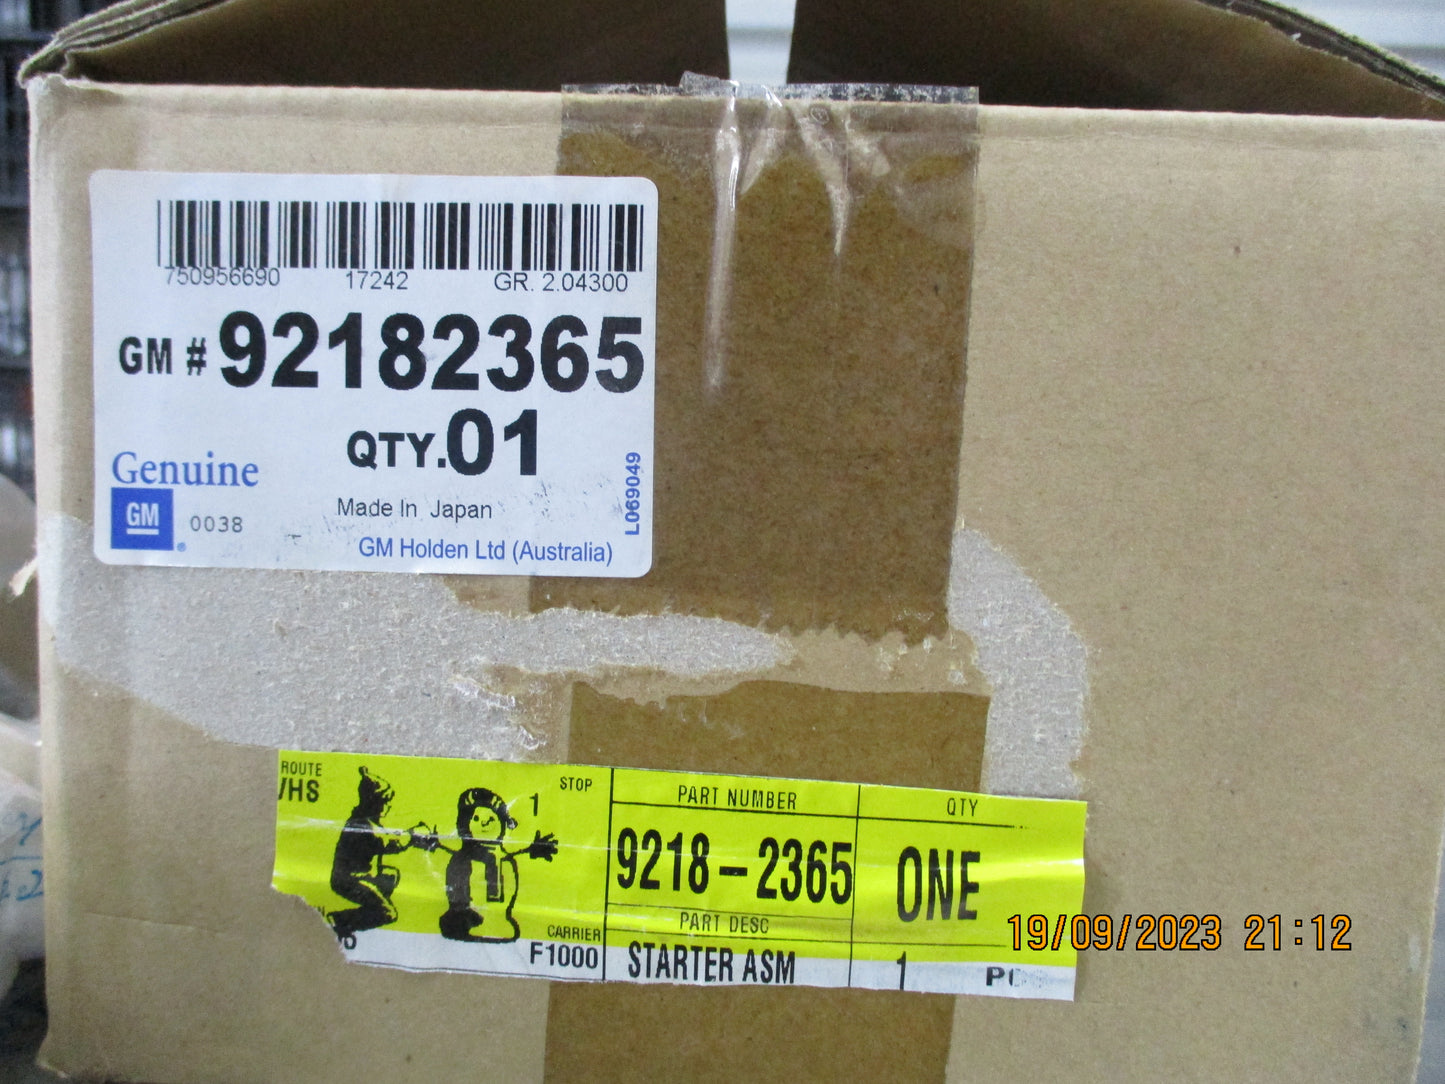 750956690 17242 GR. 2.04300
GM # 92182365
QTY.01
Genuine
GM
0038
Made In Japan
GM Holden Ltd (Australia)
L069049
ROUTE
/HS
1
STOP
CARRIER
F1000
PART NUMBER
9218-2365
PART DESC
STARTER ASM
QTY
ONE
1
19/09/2023 21:12